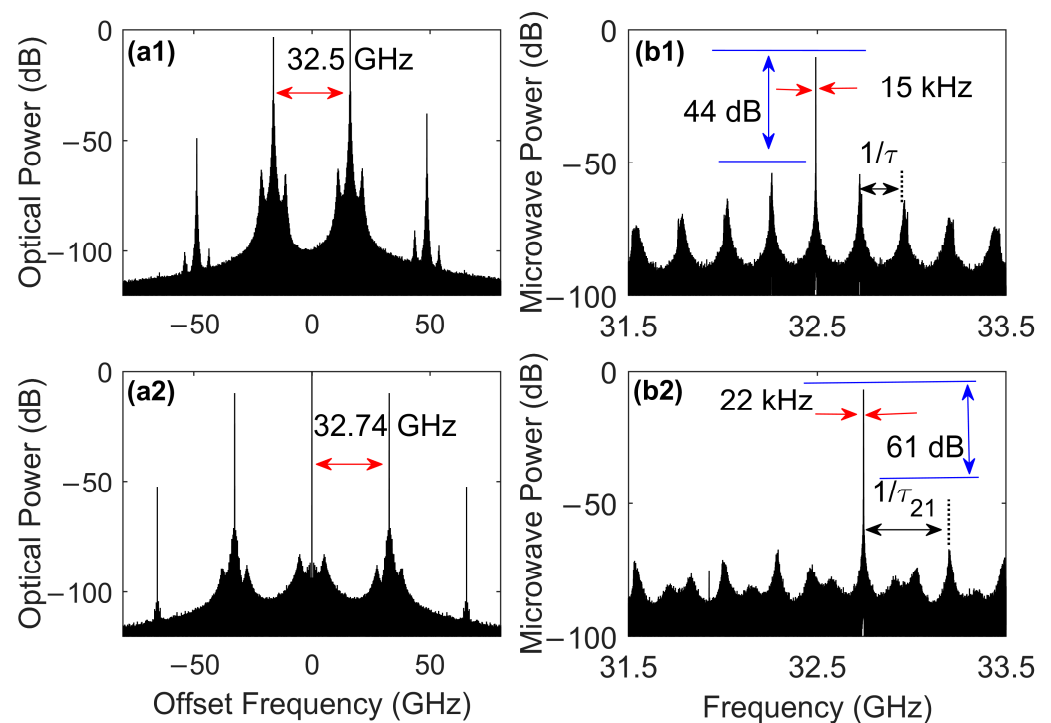 (a1)
32.5 GHz
Optical Power (dB)
0
−50
−100
−50 0 50
(b1)
44 dB
15 kHz
1/τ
Microwave Power (dB)
0
−50
−100
31.5 32.5 33.5
(a2)
32.74 GHz
Optical Power (dB)
0
−50
−100
−50 0 50
Offset Frequency (GHz)
(b2)
22 kHz
61 dB
1/τ21
Microwave Power (dB)
0
−50
−100
31.5 32.5 33.5
Frequency (GHz)